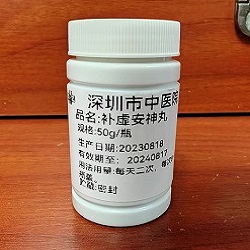 深圳市中医院
品名:补虚安神丸
规格:50g/瓶
生产日期:20230818
有效期至: 20240817
用法用量:每天二次,
贮藏:密封